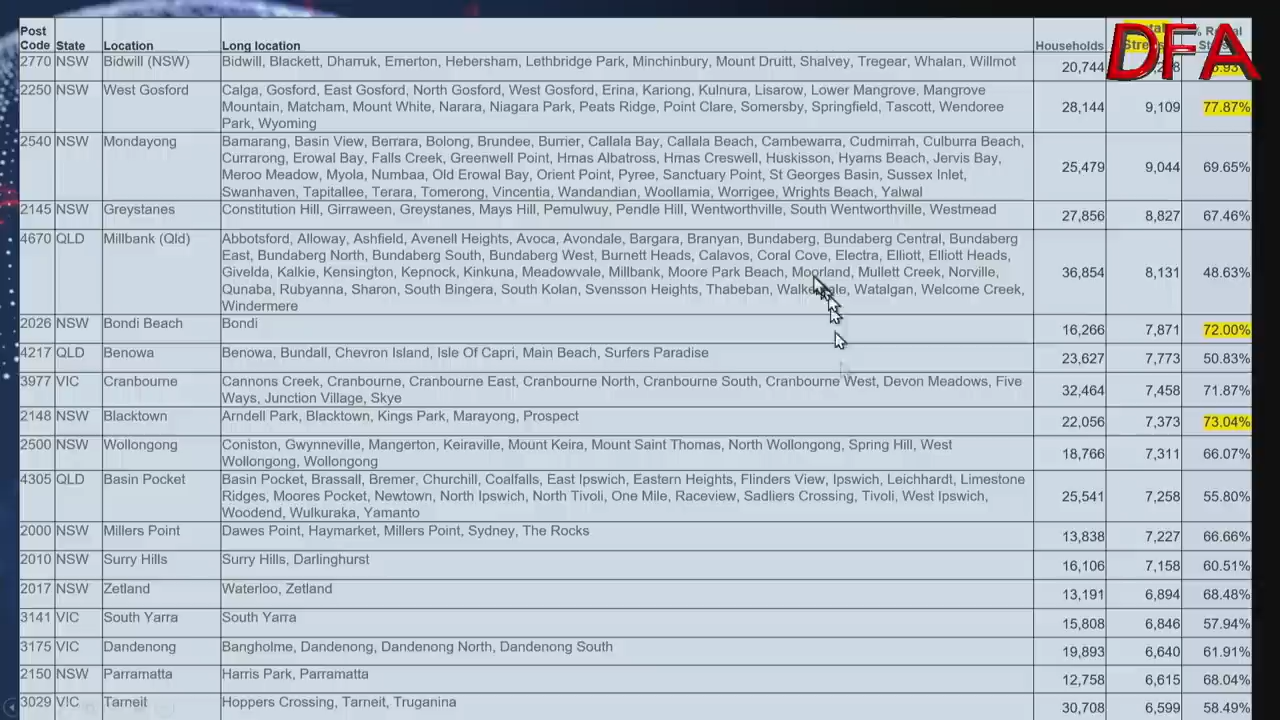 Post
Code State Location Long location Households
2770 NSW Bidwill (NSW) Bidwill, Blackett, Dharruk, Emerton, Hebersham, Lethbridge Park, Minchinbury, Mount Druitt, Shalvey, Tregear, Whalan, Willmot 20,744
2250 NSW West Gosford Calga, Gosford, East Gosford, North Gosford, West Gosford, Erina, Kariong, Kulnura, Lisarow, Lower Mangrove, Mangrove
Mountain, Matcham, Mount White, Narara, Niagara Park, Peats Ridge, Point Clare, Somersby, Springfield, Tascott, Wendoree 28,144 9,109 77.87%
Park, Wyoming
2540 NSW Mondayong Bamarang, Basin View, Berrara, Bolong, Brundee, Burrier, Callala Bay, Callala Beach, Cambewarra, Cudmirrah, Culburra Beach,
Currarong, Erowal Bay, Falls Creek, Greenwell Point, Hmas Albatross, Hmas Creswell, Huskisson, Hyams Beach, Jervis Bay,
Meroo Meadow, Myola, Numbaa, Old Erowal Bay, Orient Point, Pyree, Sanctuary Point, St Georges Basin, Sussex Inlet, 25,479 9,044 69.65%
Swanhaven, Tapitallee, Terara, Tomerong, Vincentia, Wandandian, Woollamia, Worrigee, Wrights Beach, Yalwal
2145 NSW Greystanes Constitution Hill, Girraween, Greystanes, Mays Hill, Pemulwuy, Pendle Hill, Wentworthville, South Wentworthville, Westmead 27,856 8,827 67.46%
4670 QLD Millbank (Qld) Abbotsford, Alloway, Ashfield, Avenell Heights, Avoca, Avondale, Bargara, Branyan, Bundaberg, Bundaberg Central, Bundaberg
East, Bundaberg North, Bundaberg South, Bundaberg West, Burnett Heads, Calavos, Coral Cove, Electra, Elliott, Elliott Heads,
Givelda, Kalkie, Kensington, Kepnock, Kinkuna, Meadowvale, Millbank, Moore Park Beach, Moorland, Mullett Creek, Norville, 36,854 8,131 48.63%
Qunaba, Rubyanna, Sharon, South Bingera, South Kolan, Svensson Heights, Thabeban, Watalgan, Welcome Creek,
Windermere
2026 NSW Bondi Beach Bondi 16,266 7,871 72.00%
4217 QLD Benowa Benowa, Bundall, Chevron Island, Isle Of Capri, Main Beach, Surfers Paradise 23,627 7,773 50.83%
3977 VIC Cranbourne Cannons Creek, Cranbourne, Cranbourne East, Cranbourne North, Cranbourne South, Cranbourne West, Devon Meadows, Five
Ways, Junction Village, Skye 32,464 7,458 71.87%
2148 NSW Blacktown Arndell Park, Blacktown, Kings Park, Marayong, Prospect 22,056 7,373 73.04%
2500 NSW Wollongong Coniston, Gwynneville, Mangerton, Keiraville, Mount Keira, Mount Saint Thomas, North Wollongong, Spring Hill, West
Wollongong, Wollongong 18,766 7,311 66.07%
4305 QLD Basin Pocket Basin Pocket, Brassall, Bremer, Churchill, Coalfalls, East Ipswich, Eastern Heights, Flinders View, Ipswich, Leichhardt, Limestone
Ridges, Moores Pocket, Newtown, North Ipswich, North Tivoli, One Mile, Raceview, Sadliers Crossing, Tivoli, West Ipswich, 25,541 7,258 55.80%
Woodend, Wulkuraka, Yamanto
2000 NSW Millers Point Dawes Point, Haymarket, Millers Point, Sydney, The Rocks 13,838 7,227 66.66%
2010 NSW Surry Hills Surry Hills, Darlinghurst 16,106 7,158 60.51%
2017 NSW Zetland Waterloo, Zetland 13,191 6,894 68.48%
3141 VIC South Yarra South Yarra 15,808 6,846 57.94%
3175 VIC Dandenong Bangholme, Dandenong, Dandenong North, Dandenong South 19,893 6,640 61.91%
2150 NSW Parramatta Harris Park, Parramatta 12,758 6,615 68.04%
3029 VIC Tarneit Hoppers Crossing, Tarneit, Truganina 30,708 6,599 58.49%
DFA